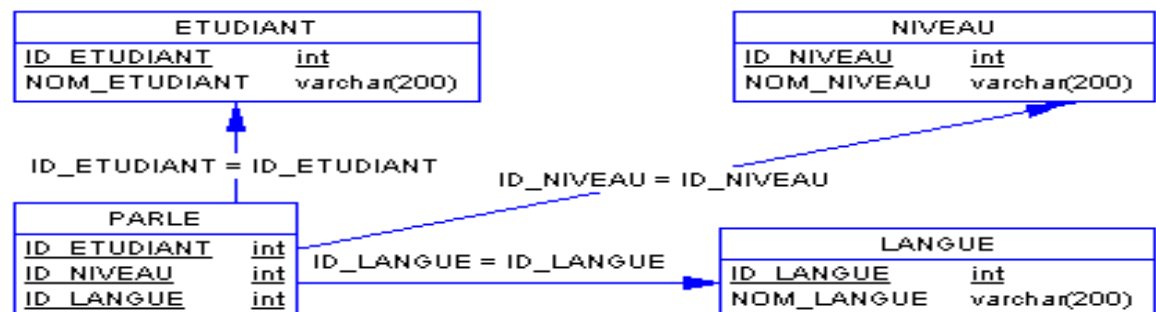 ETUDIANT
ID_ETUDIANT int
NOM_ETUDIANT varchar(200)
NIVEAU
ID_NIVEAU int
NOM_NIVEAU varchar(200)
ID_ETUDIANT = ID_ETUDIANT
ID_NIVEAU = ID_NIVEAU
PARLE
ID_ETUDIANT int
ID_NIVEAU int
ID_LANGUE int
ID_LANGUE = ID_LANGUE
LANGUE
ID_LANGUE int
NOM_LANGUE varchar(200)